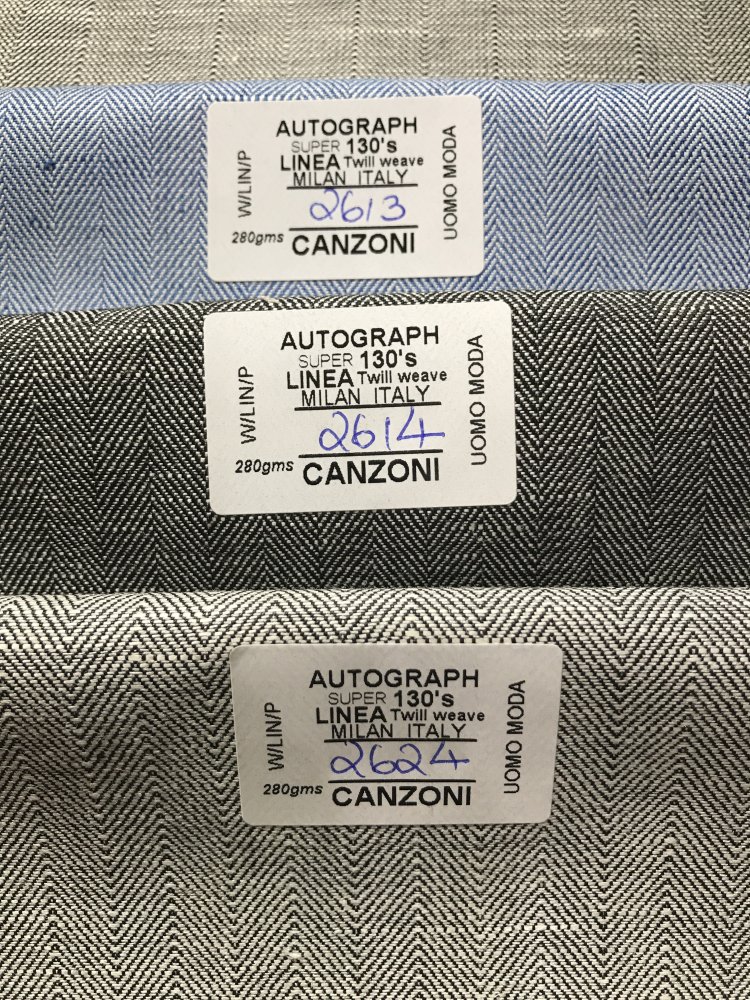 AUTOGRAPH
SUPER 130's
LINEA Twill weave
MILAN ITALY
2613
CANZONI
W/LIN/P
280gms
UOMO MODA
AUTOGRAPH
SUPER 130's
LINEA Twill weave
MILAN ITALY
2614
CANZONI
W/LIN/P
280gms
UOMO MODA
AUTOGRAPH
SUPER 130's
LINEA Twill weave
MILAN ITALY
2624
CANZONI
W/LIN/P
280gms
UOMO MODA